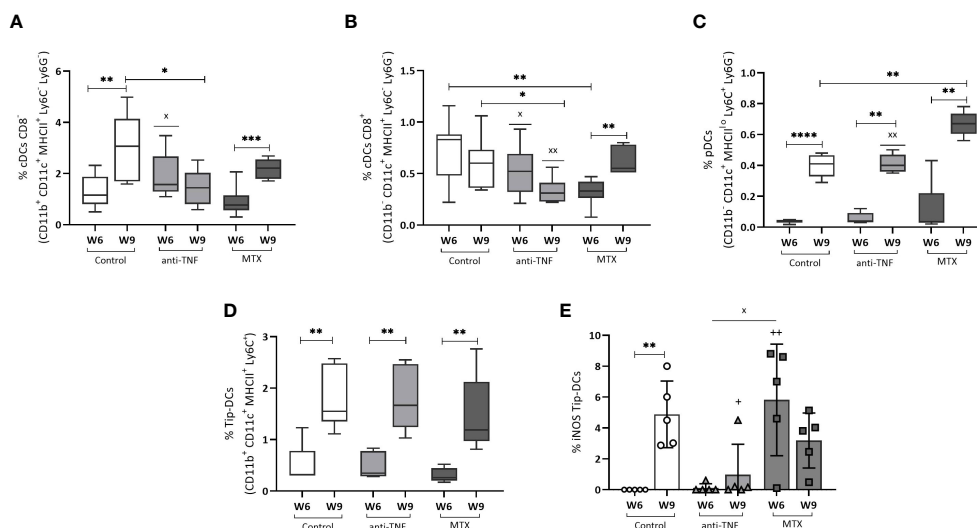 A
% cDCs CD8⁻
(CD11b⁺ CD11c⁺ MHCII⁺ Ly6C⁻ Ly6G⁻)
6
4
2
0
**
*
x
***
W6 W9 W6 W9 W6 W9
Control anti-TNF MTX
B
% cDCs CD8⁺
(CD11b⁻ CD11c⁺ MHCII⁺ Ly6C⁻ Ly6G⁻)
1.5
1.0
0.5
0.0
**
*
x
xx
**
W6 W9 W6 W9 W6 W9
Control anti-TNF MTX
C
% pDCs
(CD11b⁻ CD11c⁺ MHCIIˡᵒ Ly6C⁺ Ly6G⁻)
1.0
0.8
0.6
0.4
0.2
0.0
**
****
**
xx
**
W6 W9 W6 W9 W6 W9
Control anti-TNF MTX
D
% Tip-DCs
(CD11b⁺ CD11c⁺ MHCII⁺ Ly6C⁺)
3
2
1
0
**
**
**
W6 W9 W6 W9 W6 W9
Control anti-TNF MTX
E
% iNOS Tip-DCs
10
8
6
4
2
0
**
x
+
++
W6 W9 W6 W9 W6 W9
Control anti-TNF MTX